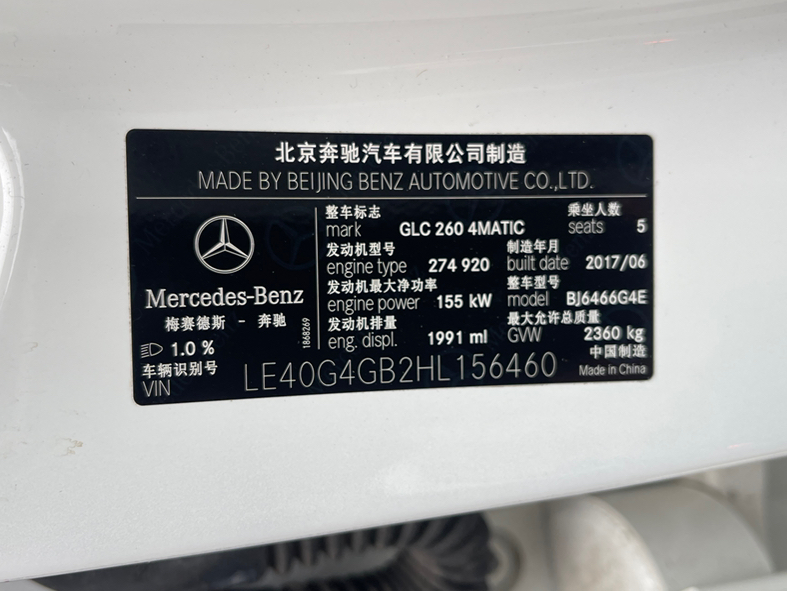 北京奔驰汽车有限公司制造
MADE BY BEIJING BENZ AUTOMOTIVE CO.,LTD.
Mercedes-Benz
梅赛德斯 - 奔驰
1.0 %
1868269
整车标志
mark GLC 260 4MATIC
乘坐人数
seats 5
发动机型号
engine type 274 920
制造年月
built date 2017/06
发动机最大净功率
engine power 155 kW
整车型号
model BJ6466G4E
发动机排量
eng. displ. 1991 ml
最大允许总质量
GVW 2360 kg
车辆识别号
VIN LE40G4GB2HL156460
中国制造
Made in China